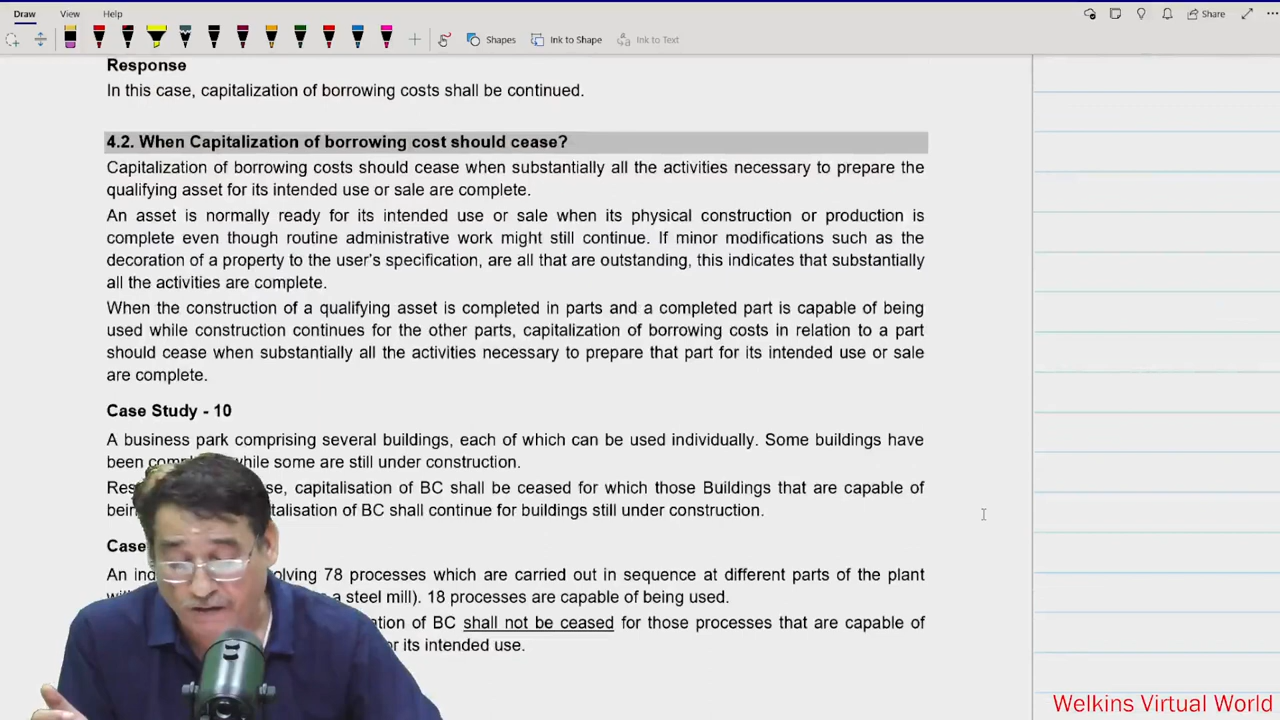 Draw View Help
Share
Shapes Ink to Shape Ink to Text
Response
In this case, capitalization of borrowing costs shall be continued.
4.2. When Capitalization of borrowing cost should cease?
Capitalization of borrowing costs should cease when substantially all the activities necessary to prepare the
qualifying asset for its intended use or sale are complete.
An asset is normally ready for its intended use or sale when its physical construction or production is
complete even though routine administrative work might still continue. If minor modifications such as the
decoration of a property to the user's specification, are all that are outstanding, this indicates that substantially
all the activities are complete.
When the construction of a qualifying asset is completed in parts and a completed part is capable of being
used while construction continues for the other parts, capitalization of borrowing costs in relation to a part
should cease when substantially all the activities necessary to prepare that part for its intended use or sale
are complete.
Case Study - 10
A business park comprising several buildings, each of which can be used individually. Some buildings have
been while some are still under construction.
capitalisation of BC shall be ceased for which those Buildings that are capable of
of BC shall continue for buildings still under construction.
Case
An 78 processes which are carried out in sequence at different parts of the plant
a steel mill). 18 processes are capable of being used.
of BC shall not be ceased for those processes that are capable of
its intended use.
Welkins Virtual World